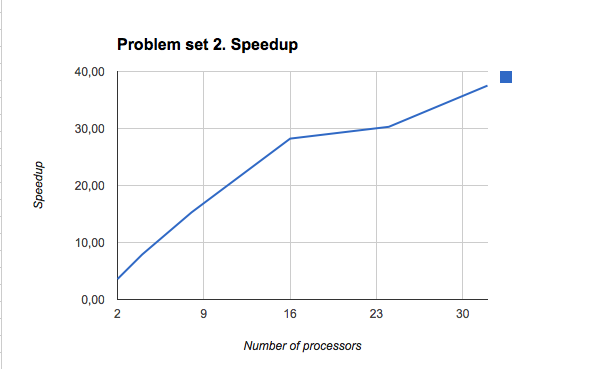 Problem set 2. Speedup
40,00
30,00
20,00
10,00
0,00
Speedup
2 9 16 23 30
Number of processors